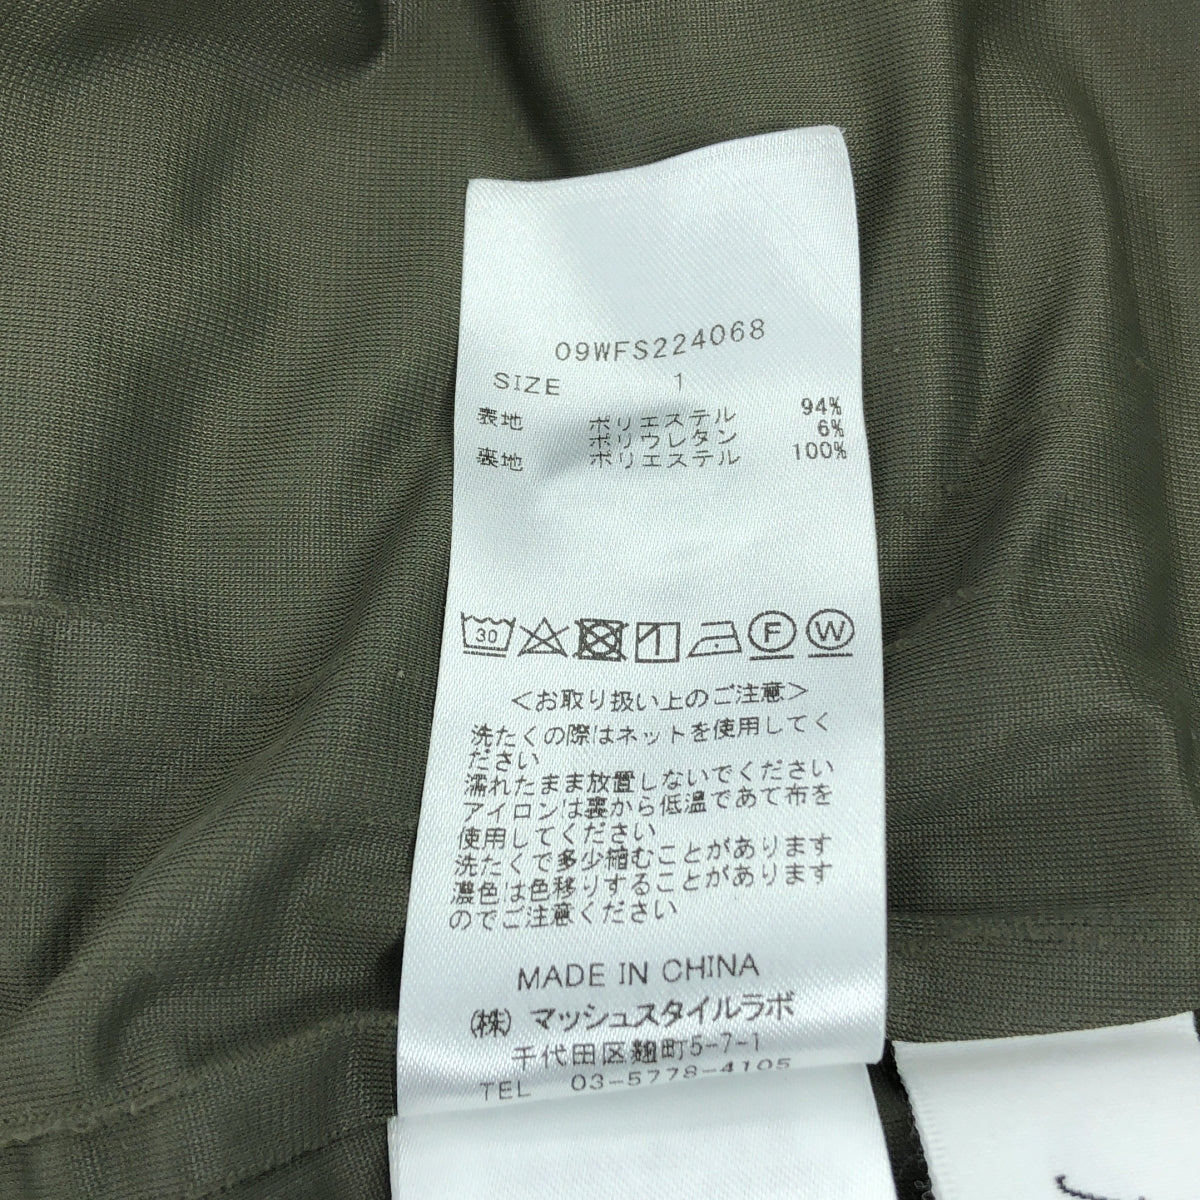 09WFS224068
SIZE 1
表地 ポリエステル 94%
ポリウレタン 6%
裏地 ポリエステル 100%
30 1 F W
<お取り扱い上のご注意>
洗たくの際はネットを使用してく
ださい
濡れたまま放置しないでください
アイロンは裏から低温であて布を
使用してください
洗たくで多少縮むことがあります
濃色は色移りすることがあります
のでご注意ください
MADE IN CHINA
(株) マッシュスタイルラボ
千代田区麹町5-7-1
TEL 03-5778-4105